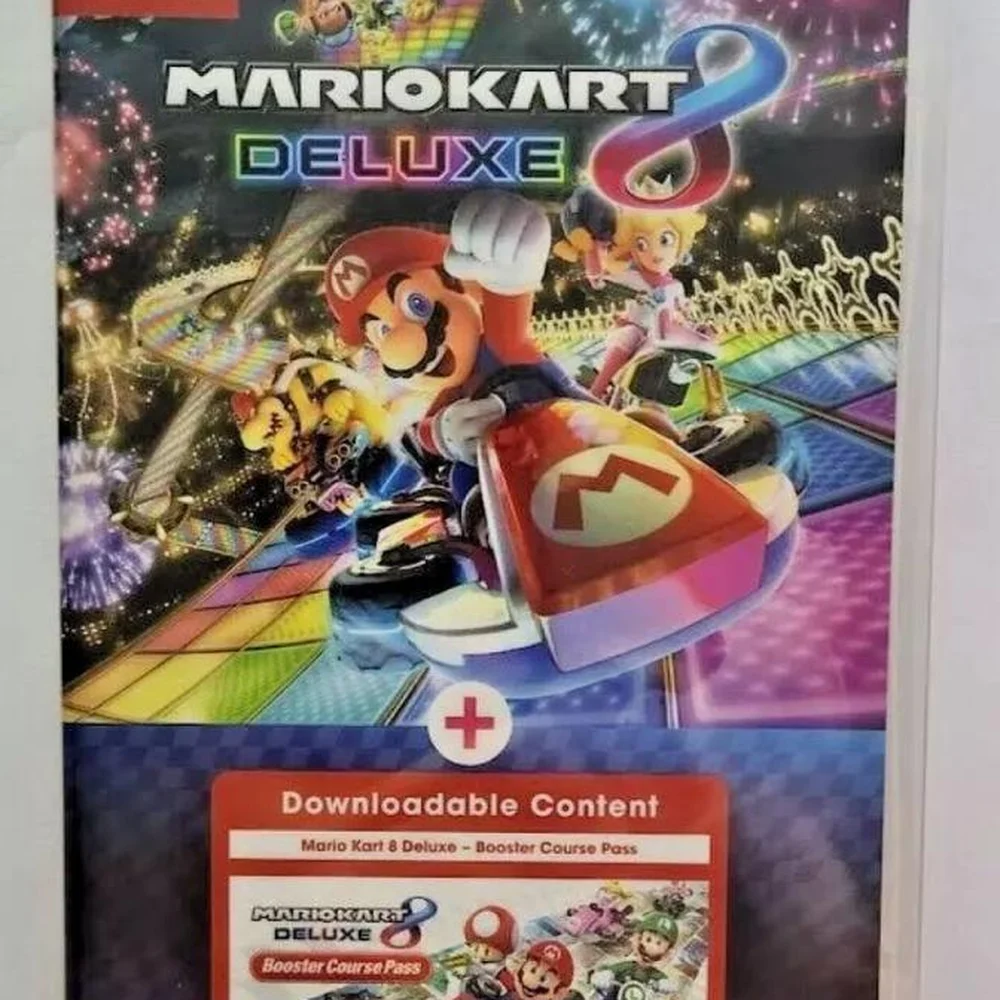 MARIOKART 8
DELUXE
M
M
+
Downloadable Content
Mario Kart 8 Deluxe – Booster Course Pass
MARIOKART 8
DELUXE
Booster Course Pass
M
L